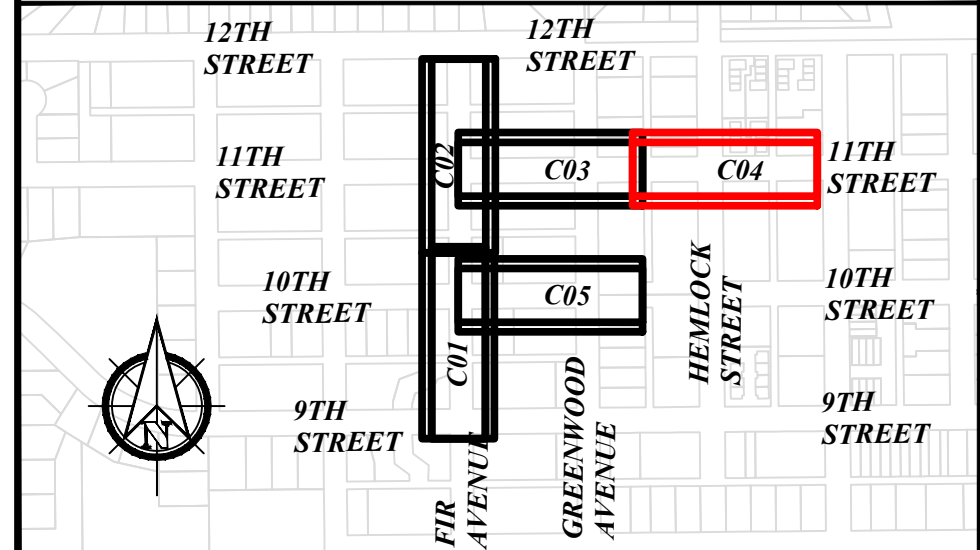 12TH
STREET
12TH
STREET
11TH
STREET
C02
C03
C04
11TH
STREET
10TH
STREET
C05
HEMLOCK
STREET
10TH
STREET
C01
N
9TH
STREET
FIR
AVENUE
GREENWOOD
AVENUE
9TH
STREET